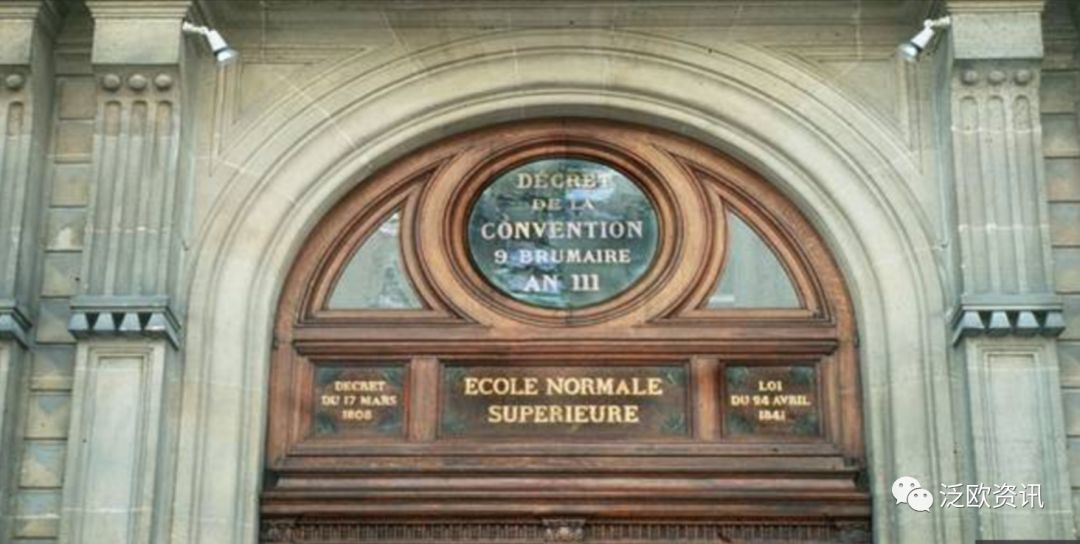 DÉCRET
DE LA
CONVENTION
9 BRUMAIRE
AN III
DECRET
DU 17 MARS
1808
ECOLE NORMALE
SUPERIEURE
LOI
DU 24 AVRIL
1841
泛欧资讯